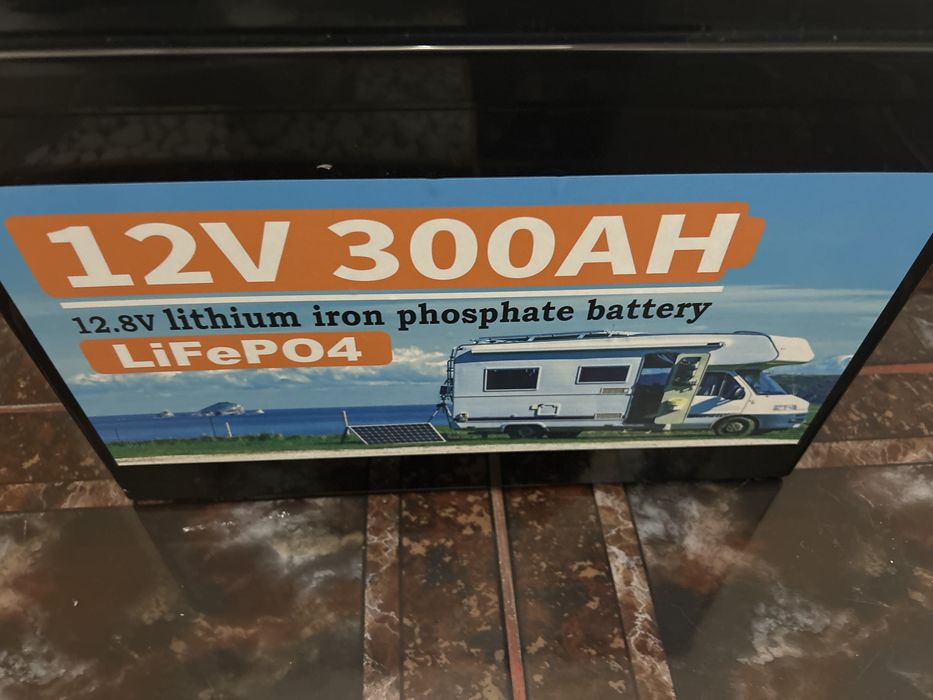 12V 300AH
12.8V lithium iron phosphate battery
LiFePO4